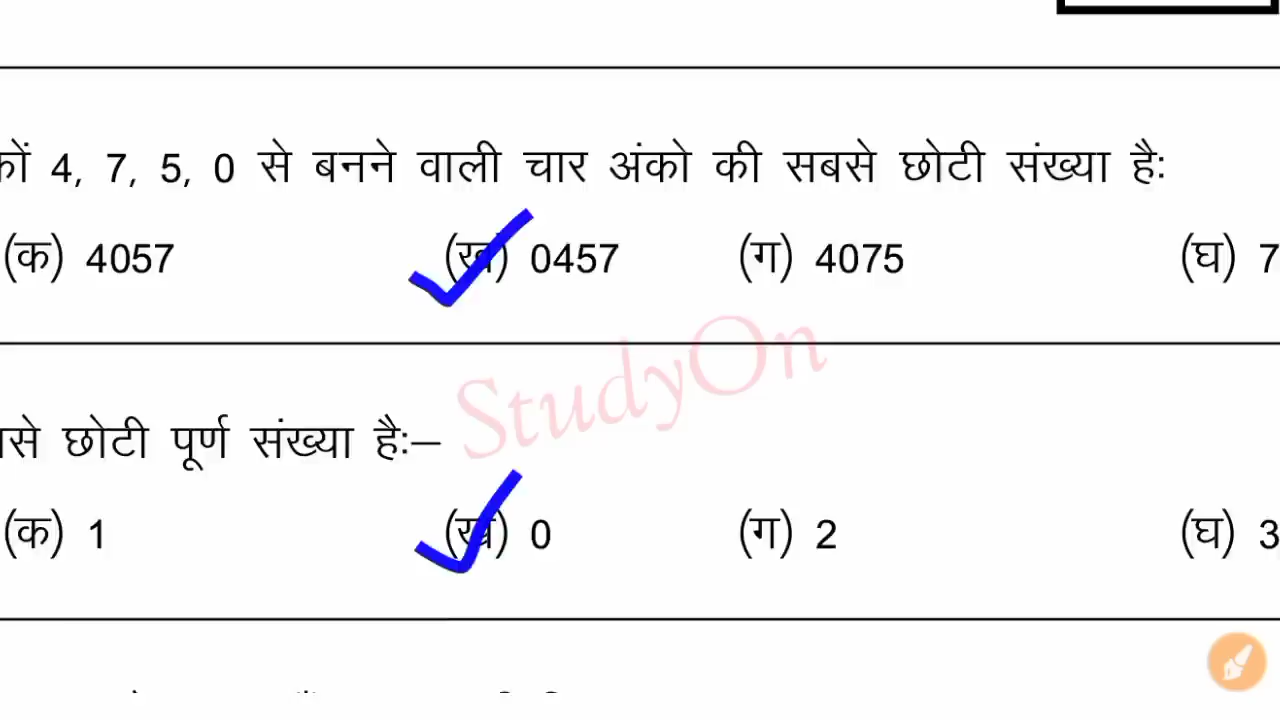 कों 4, 7, 5, 0 से बनने वाली चार अंको की सबसे छोटी संख्या है:
(क) 4057 (ख) 0457 (ग) 4075 (घ) 7
StudyOn
से छोटी पूर्ण संख्या है:–
(क) 1 (ख) 0 (ग) 2 (घ) 3